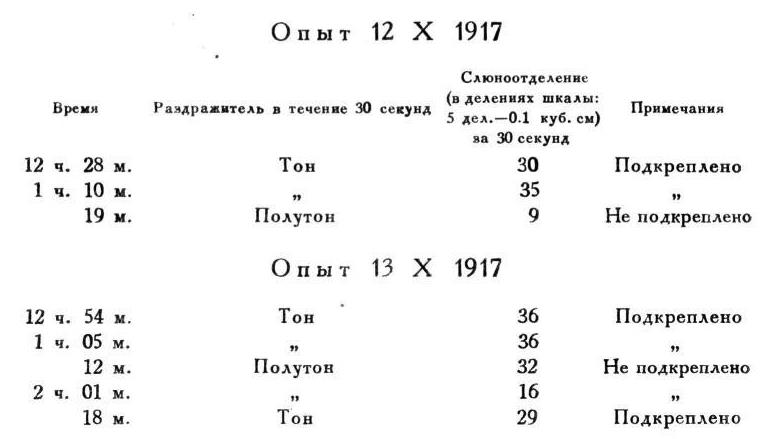 Опыт 12 X 1917
Время Раздражитель в течение 30 секунд Слюноотделение (в делениях шкалы: 5 дел.—0.1 куб. см) за 30 секунд Примечания
12 ч. 28 м. Тон 30 Подкреплено
1 ч. 10 м. „ 35 „
19 м. Полутон 9 Не подкреплено
Опыт 13 X 1917
12 ч. 54 м. Тон 36 Подкреплено
1 ч. 05 м. „ 36 „
12 м. Полутон 32 Не подкреплено
2 ч. 01 м. „ 16 „
18 м. Тон 29 Подкреплено